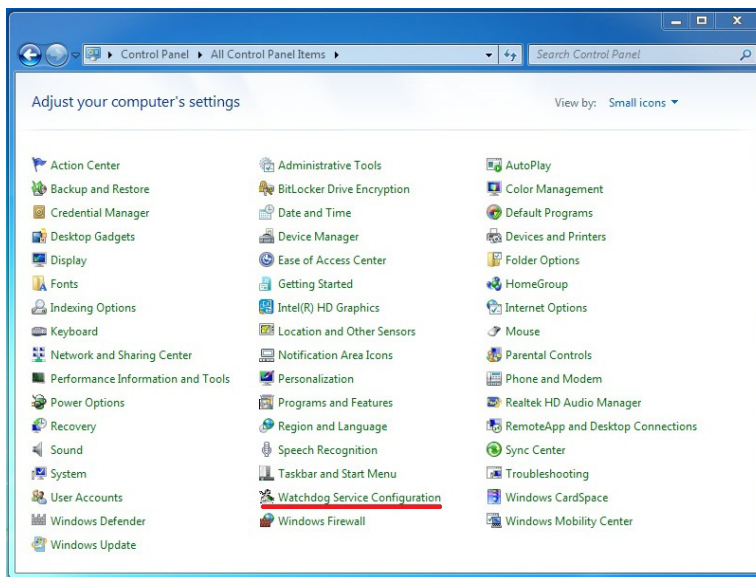 Control Panel All Control Panel Items Search Control Panel
Adjust your computer's settings View by: Small icons
Action Center Administrative Tools AutoPlay
Backup and Restore BitLocker Drive Encryption Color Management
Credential Manager Date and Time Default Programs
Desktop Gadgets Device Manager Devices and Printers
Display Ease of Access Center Folder Options
Fonts Getting Started HomeGroup
Indexing Options Intel(R) HD Graphics Internet Options
Keyboard Location and Other Sensors Mouse
Network and Sharing Center Notification Area Icons Parental Controls
Performance Information and Tools Personalization Phone and Modem
Power Options Programs and Features Realtek HD Audio Manager
Recovery Region and Language RemoteApp and Desktop Connections
Sound Speech Recognition Sync Center
System Taskbar and Start Menu Troubleshooting
User Accounts Watchdog Service Configuration Windows CardSpace
Windows Defender Windows Firewall Windows Mobility Center
Windows Update